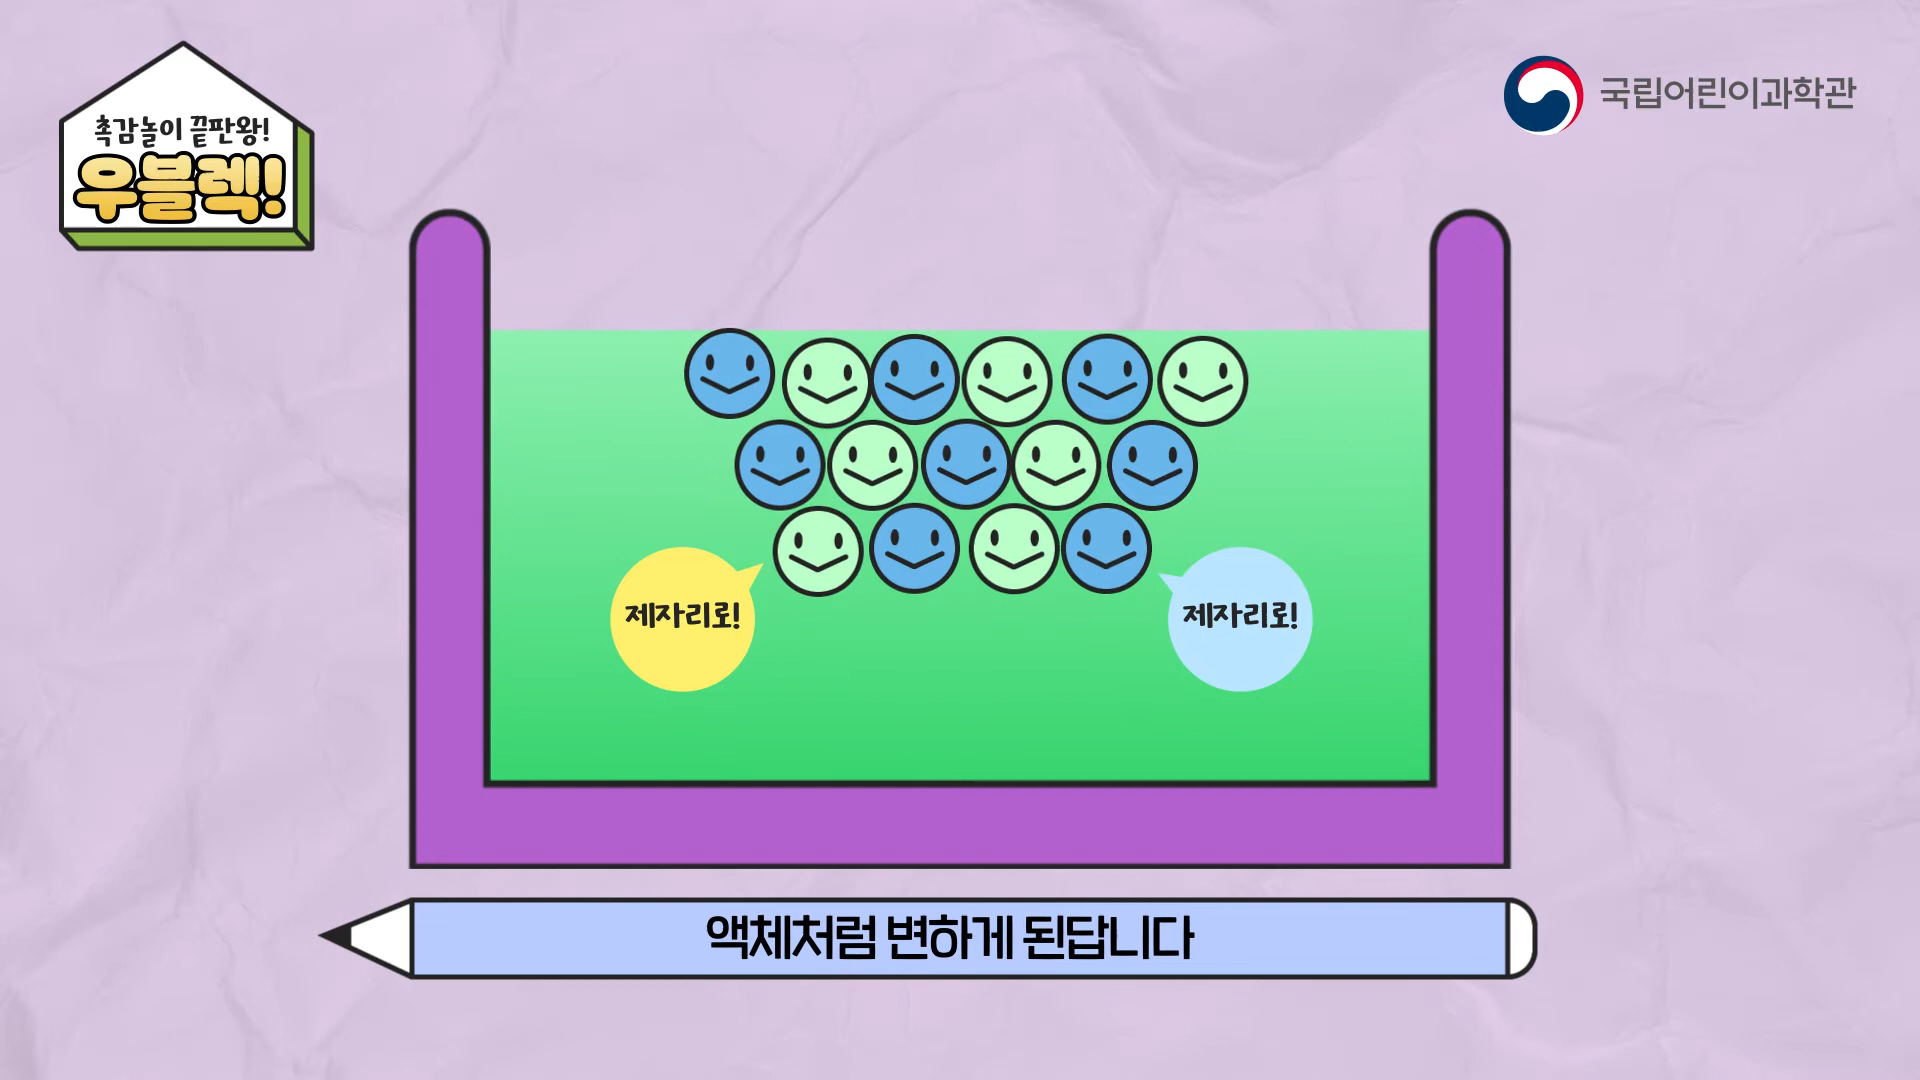 촉감놀이 끝판왕!
우블렉!
국립어린이과학관
제자리로!
제자리로!
액체처럼 변하게 된답니다